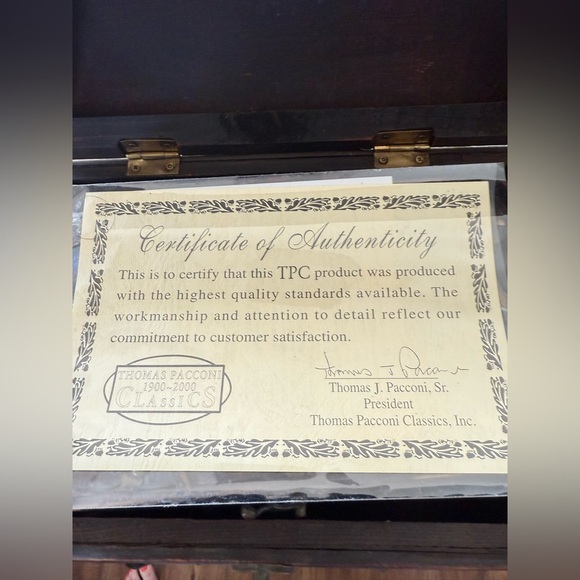 Certificate of Authenticity
This is to certify that this TPC product was produced
with the highest quality standards available. The
workmanship and attention to detail reflect our
commitment to customer satisfaction.
THOMAS PACCONI
1900~2000
CLASSICS
Thomas J. Pacconi
Thomas J. Pacconi, Sr.
President
Thomas Pacconi Classics, Inc.